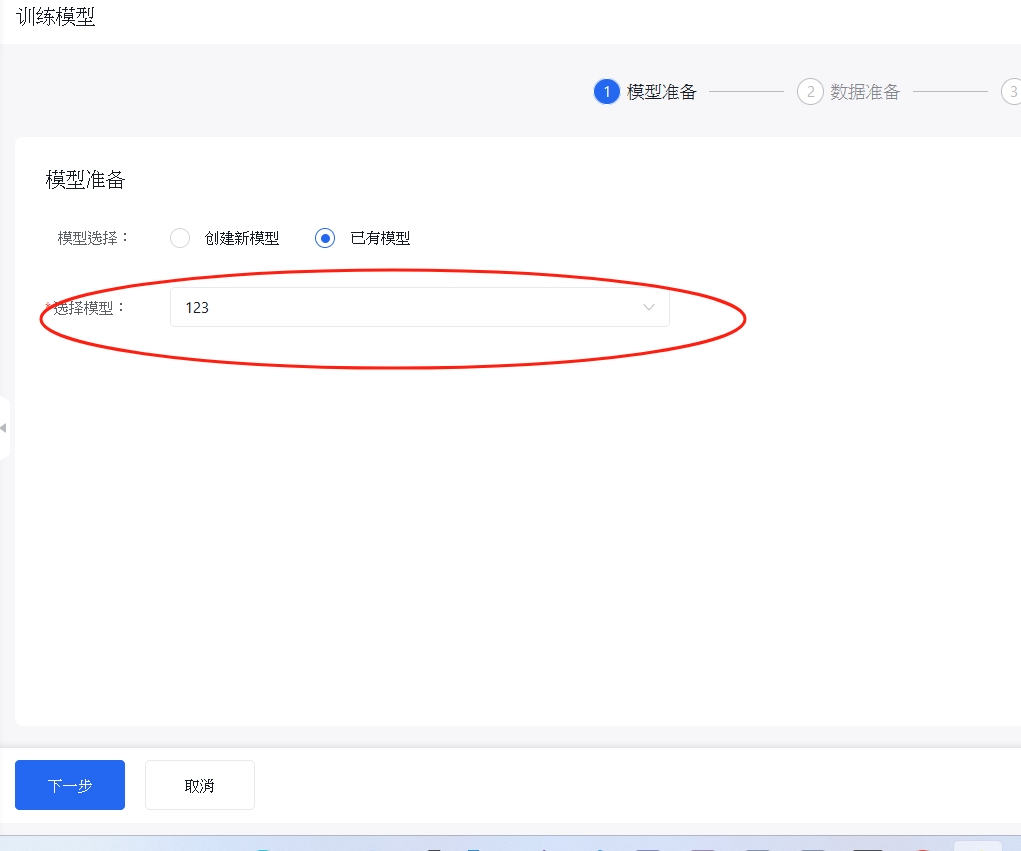 训练模型
1 模型准备 2 数据准备 3
模型准备
模型选择： 创建新模型 已有模型
*选择模型： 123
下一步 取消